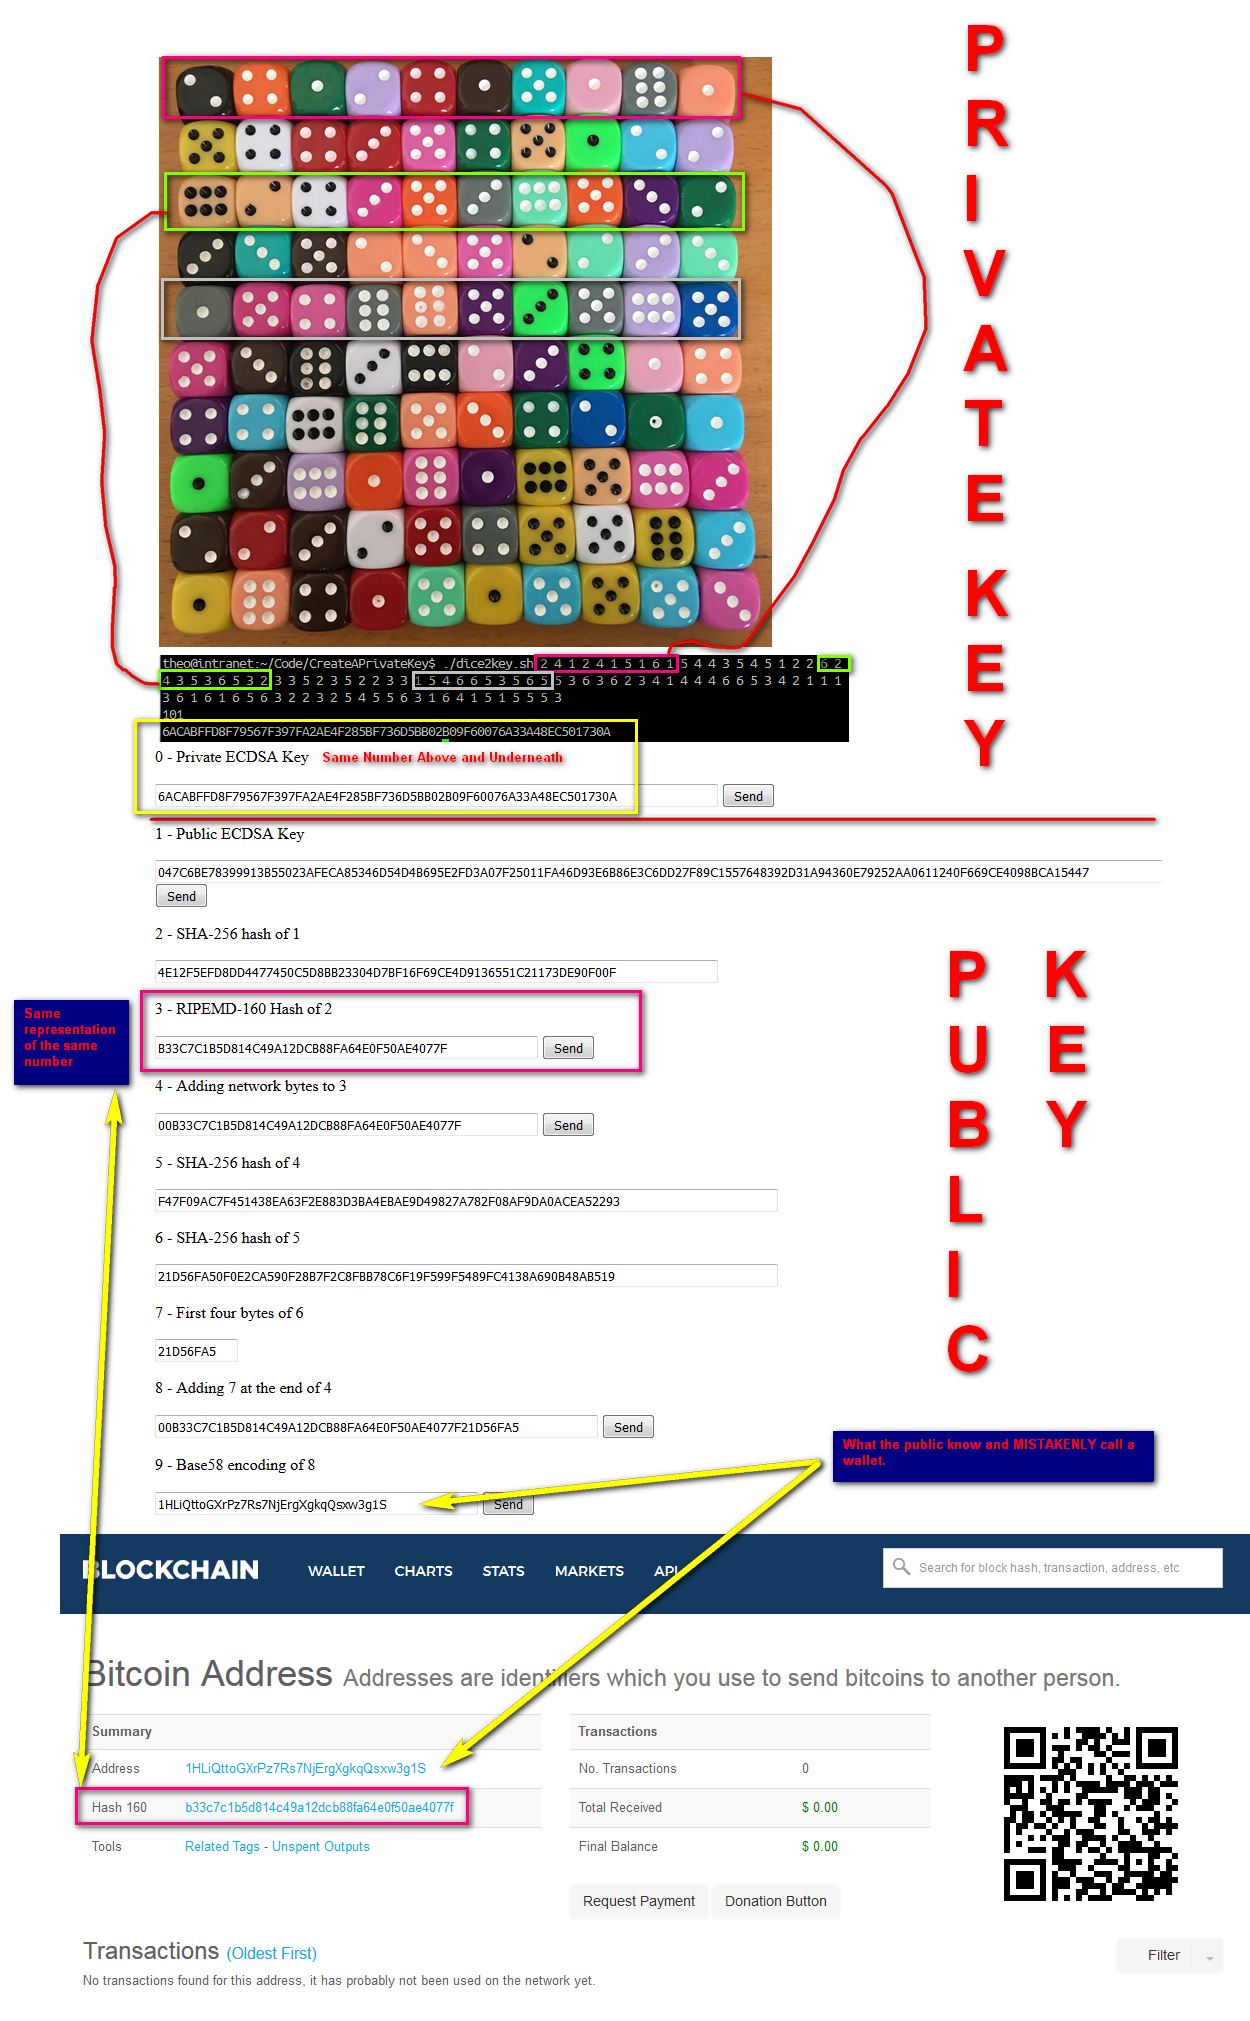 PRIVATE KEY
theo@intranet:~/Code/CreateAPrivateKey$ ./dice2key.sh 2 4 1 2 4 1 5 1 6 1 5 4 4 3 5 4 5 1 2 2 6 2
4 3 5 3 6 5 3 2 3 3 5 2 3 5 2 2 3 3 1 5 4 6 6 5 3 5 6 5 5 3 6 3 6 2 3 4 1 4 4 4 6 6 5 3 4 2 1 1 1
3 6 1 6 1 6 5 6 3 2 2 3 2 5 4 5 5 6 3 1 6 4 1 5 1 5 5 5 3
101
6ACABFFD8F79567F397FA2AE4F285BF736D5BB02B09F60076A33A48EC501730A
0 - Private ECDSA Key Same Number Above and Underneath
6ACABFFD8F79567F397FA2AE4F285BF736D5BB02B09F60076A33A48EC501730A Send
1 - Public ECDSA Key
047C6BE78399913B55023AFECA85346D54D4B695E2FD3A07F25011FA46D93E6B86E3C6DD27F89C1557648392D31A94360E79252AA0611240F669CE4098BCA15447
Send
2 - SHA-256 hash of 1
4E12F5EFD8DD4477450C5D8BB23304D7BF16F69CE4D9136551C21173DE90F00F
PUBLIC KEY
Same
representation
of the same
number
3 - RIPEMD-160 Hash of 2
B33C7C1B5D814C49A12DCB88FA64E0F50AE4077F Send
4 - Adding network bytes to 3
00B33C7C1B5D814C49A12DCB88FA64E0F50AE4077F Send
5 - SHA-256 hash of 4
F47F09AC7F451438EA63F2E883D3BA4EBAE9D49827A782F08AF9DA0ACEA52293
6 - SHA-256 hash of 5
21D56FA50F0E2CA590F28B7F2C8FBB78C6F19F599F5489FC4138A690B48AB519
7 - First four bytes of 6
21D56FA5
8 - Adding 7 at the end of 4
00B33C7C1B5D814C49A12DCB88FA64E0F50AE4077F21D56FA5 Send
What the public know and MISTAKENLY call a
wallet.
9 - Base58 encoding of 8
1HLiQttoGXrPz7Rs7NjErgXgkqQsxw3g1S Send
BLOCKCHAIN WALLET CHARTS STATS MARKETS API Search for block hash, transaction, address, etc
Bitcoin Address Addresses are identifiers which you use to send bitcoins to another person.
Summary Transactions
Address 1HLiQttoGXrPz7Rs7NjErgXgkqQsxw3g1S No. Transactions 0
Hash 160 b33c7c1b5d814c49a12dcb88fa64e0f50ae4077f Total Received $ 0.00
Tools Related Tags - Unspent Outputs Final Balance $ 0.00
Request Payment Donation Button
Transactions (Oldest First) Filter
No transactions found for this address, it has probably not been used on the network yet.